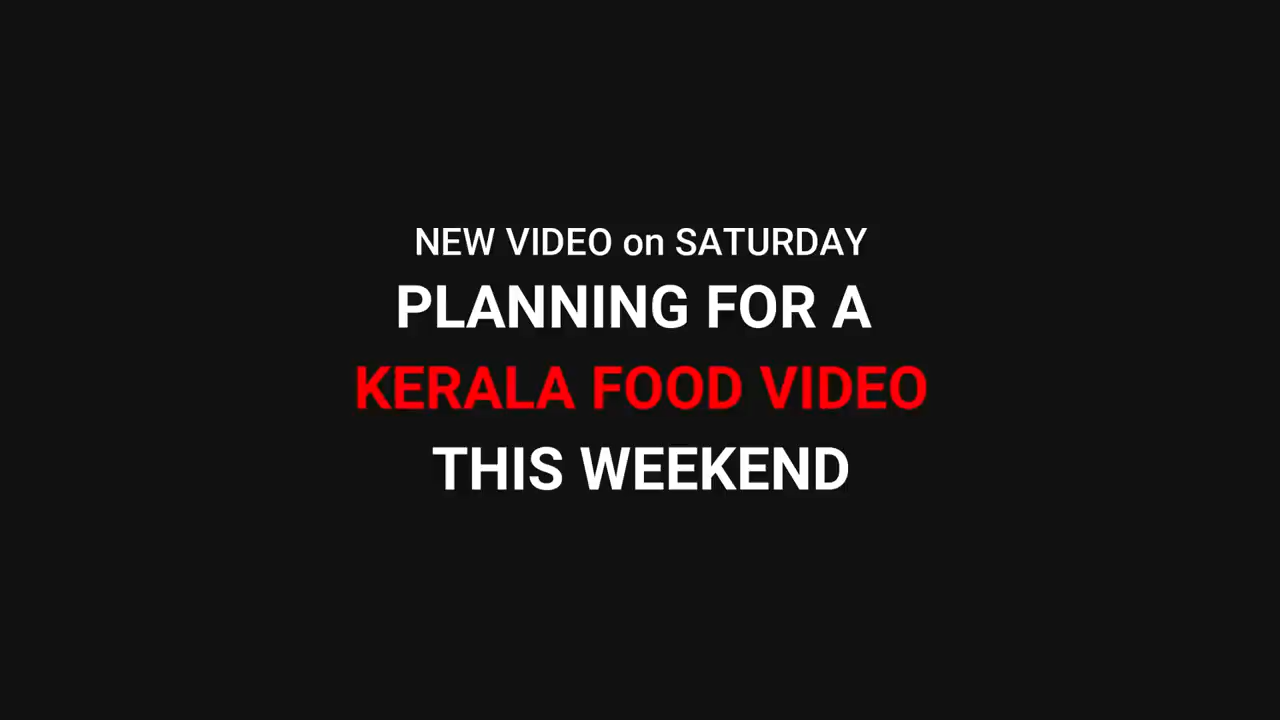 NEW VIDEO on SATURDAY
PLANNING FOR A
KERALA FOOD VIDEO
THIS WEEKEND